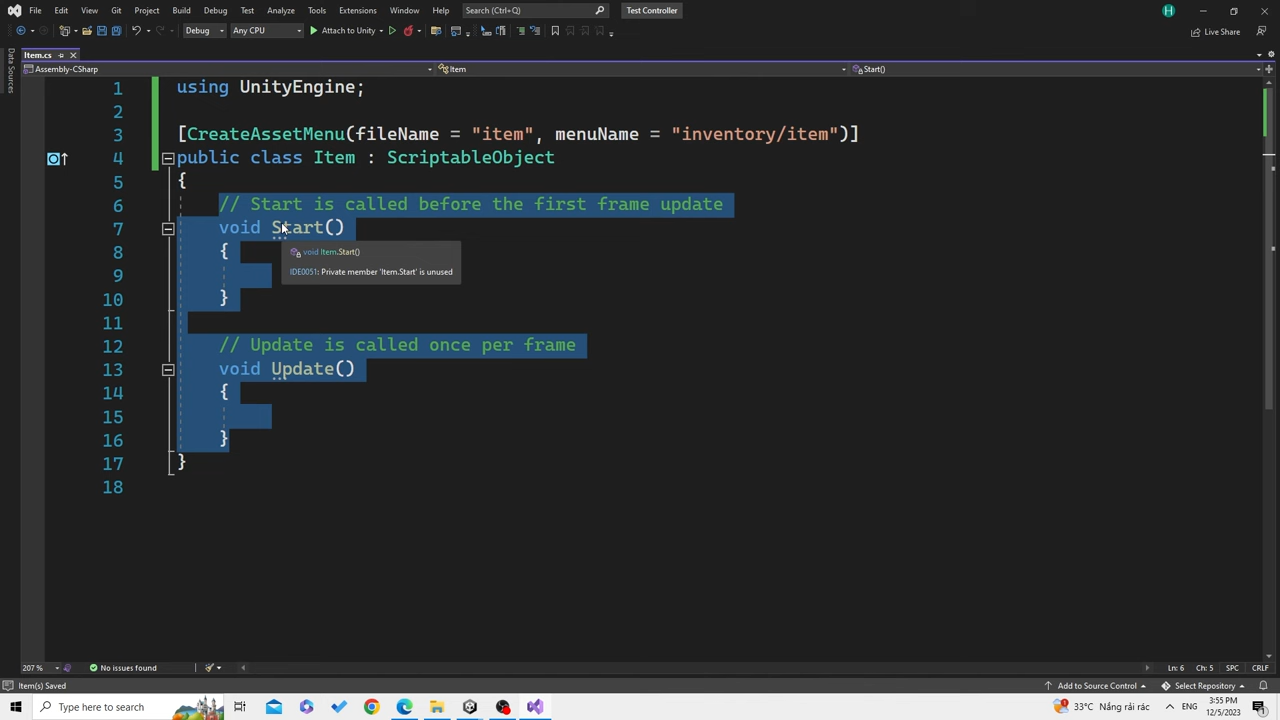 File Edit View Git Project Build Debug Test Analyze Tools Extensions Window Help Search (Ctrl+Q) Test Controller
Debug Any CPU Attach to Unity Live Share
Data Sources
Item.cs
Assembly-CSharp Item Start()
1 using UnityEngine;
2
3 [CreateAssetMenu(fileName = "item", menuName = "inventory/item")]
4 public class Item : ScriptableObject
5 {
6 // Start is called before the first frame update
7 void Start()
8 {
void Item.Start()
9
IDE0051: Private member 'Item.Start' is unused
10 }
11
12 // Update is called once per frame
13 void Update()
14 {
15
16 }
17 }
18
207 % No issues found Ln: 6 Ch: 5 SPC CRLF
Item(s) Saved Add to Source Control Select Repository
Type here to search 33°C Nắng rải rác ENG 3:55 PM
12/5/2023